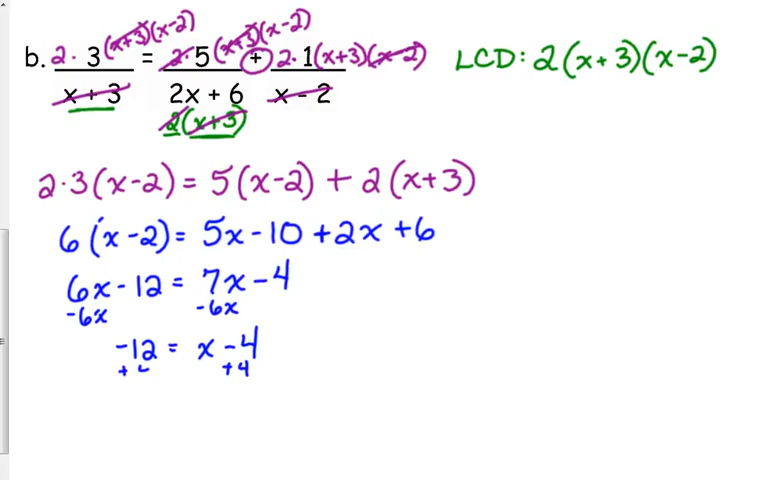 b. 2·3(x+3)(x-2) / x+3 = 2·5(x+3)(x-2) / 2x+6 + 2·1(x+3)(x-2) / x-2 LCD: 2(x+3)(x-2)
2(x+3)
2·3(x-2) = 5(x-2) + 2(x+3)
6(x-2) = 5x-10+2x+6
6x-12 = 7x-4
-6x -6x
-12 = x-4
+ +4